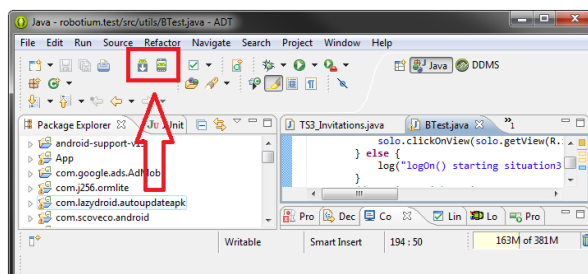 Java - robotium.test/src/utils/BTest.java - ADT
File Edit Run Source Refactor Navigate Search Project Window Help
Java DDMS
Package Explorer Ju JUnit TS3_Invitations.java BTest.java »1
android-support-v13
App
com.google.ads.AdMob
com.j256.ormlite
com.lazydroid.autoupdateapk
com.scoveco.android
solo.clickOnView(solo.getView(R.
} else {
log("logOn() starting situation3
}
Pro Dec Co Lin Lo Pro
Writable Smart Insert 194 : 50 163M of 381M